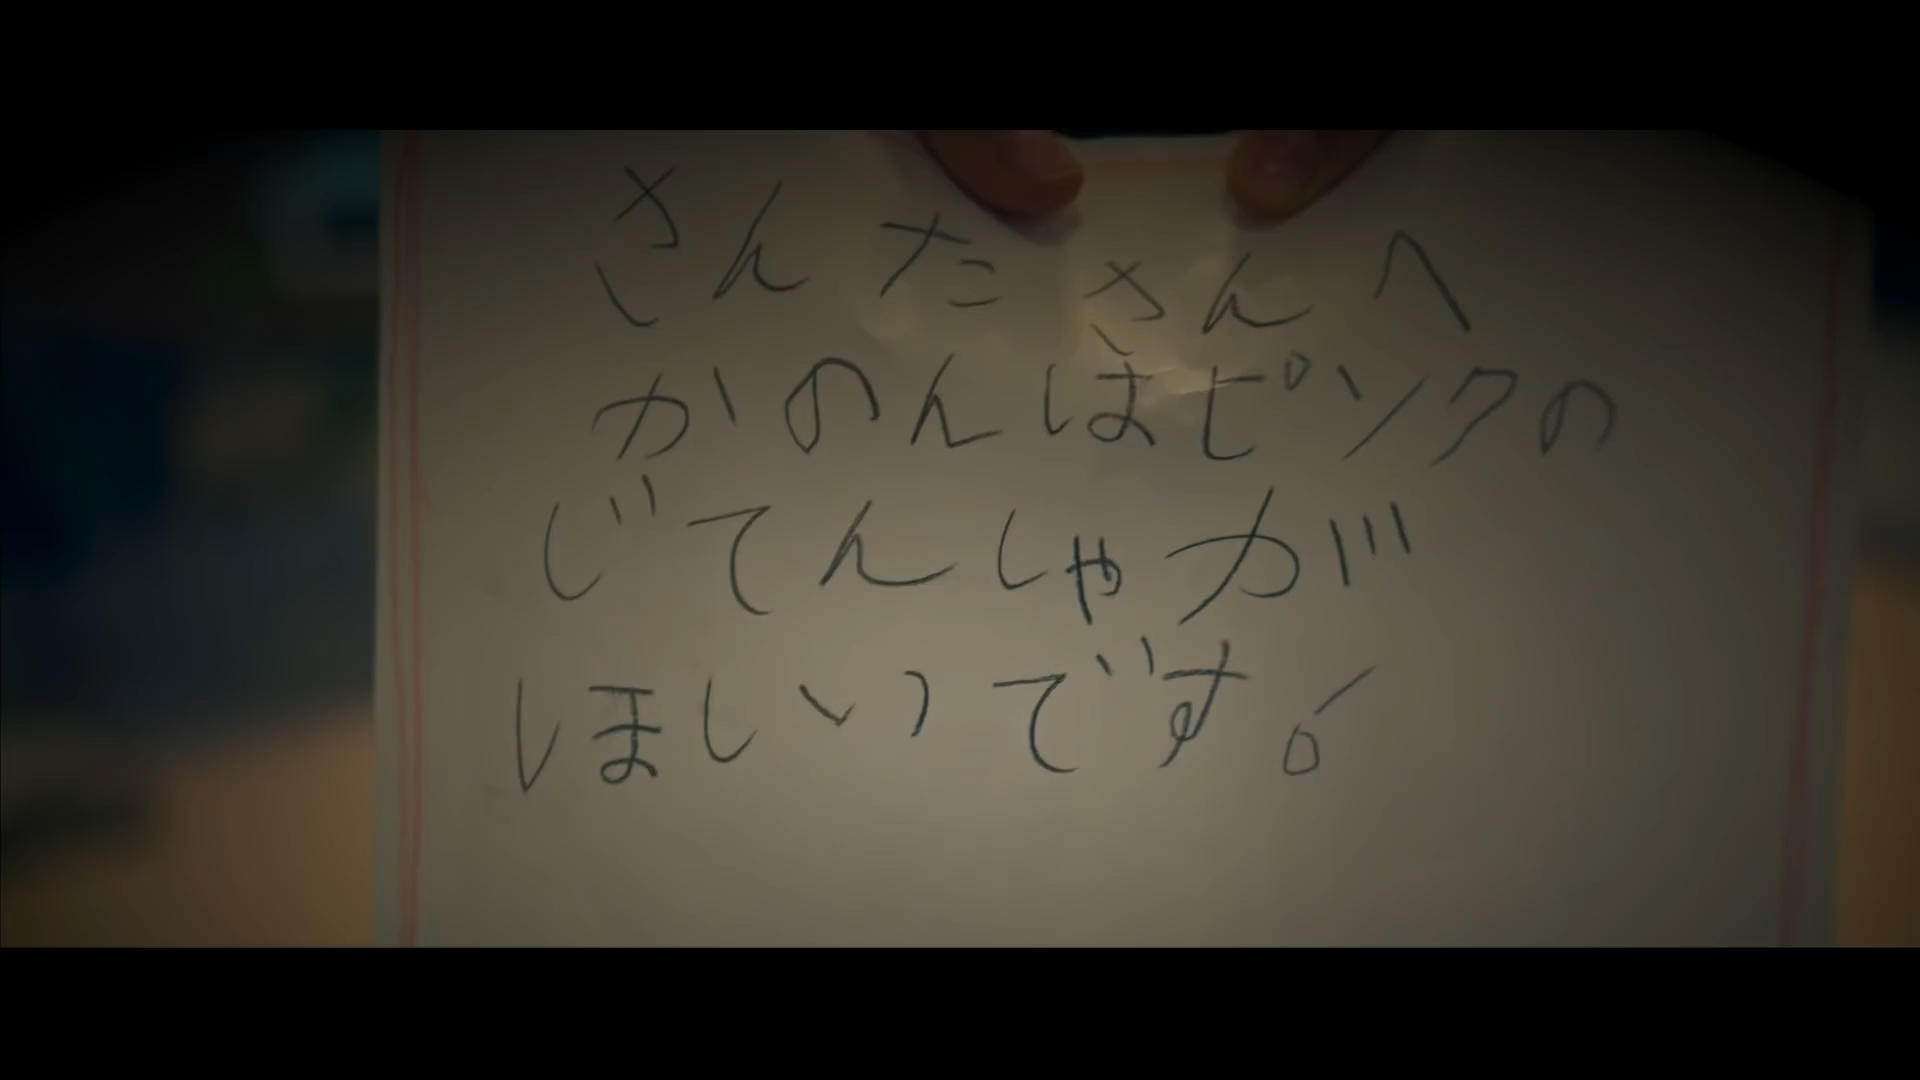 さんたさんへ
かのんはピンクの
じてんしゃが
ほしいです。